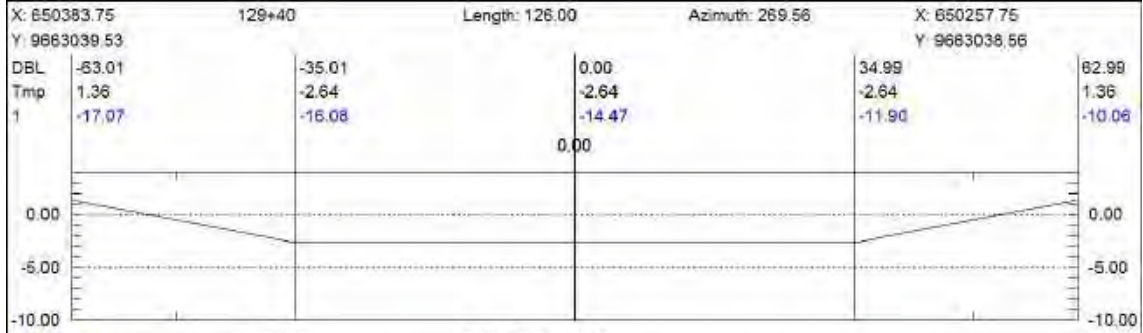 X: 650383.75 129+40 Length: 126.00 Azimuth: 269.56 X: 650257.75
Y: 9663039.53 Y: 9663038.56
DBL -63.01 -35.01 0.00 34.99 62.99
Tmp 1.36 -2.64 -2.64 -2.64 1.36
1 -17.07 -16.08 -14.47 -11.90 -10.06
0.00
0.00 0.00
-5.00 -5.00
-10.00 -10.00